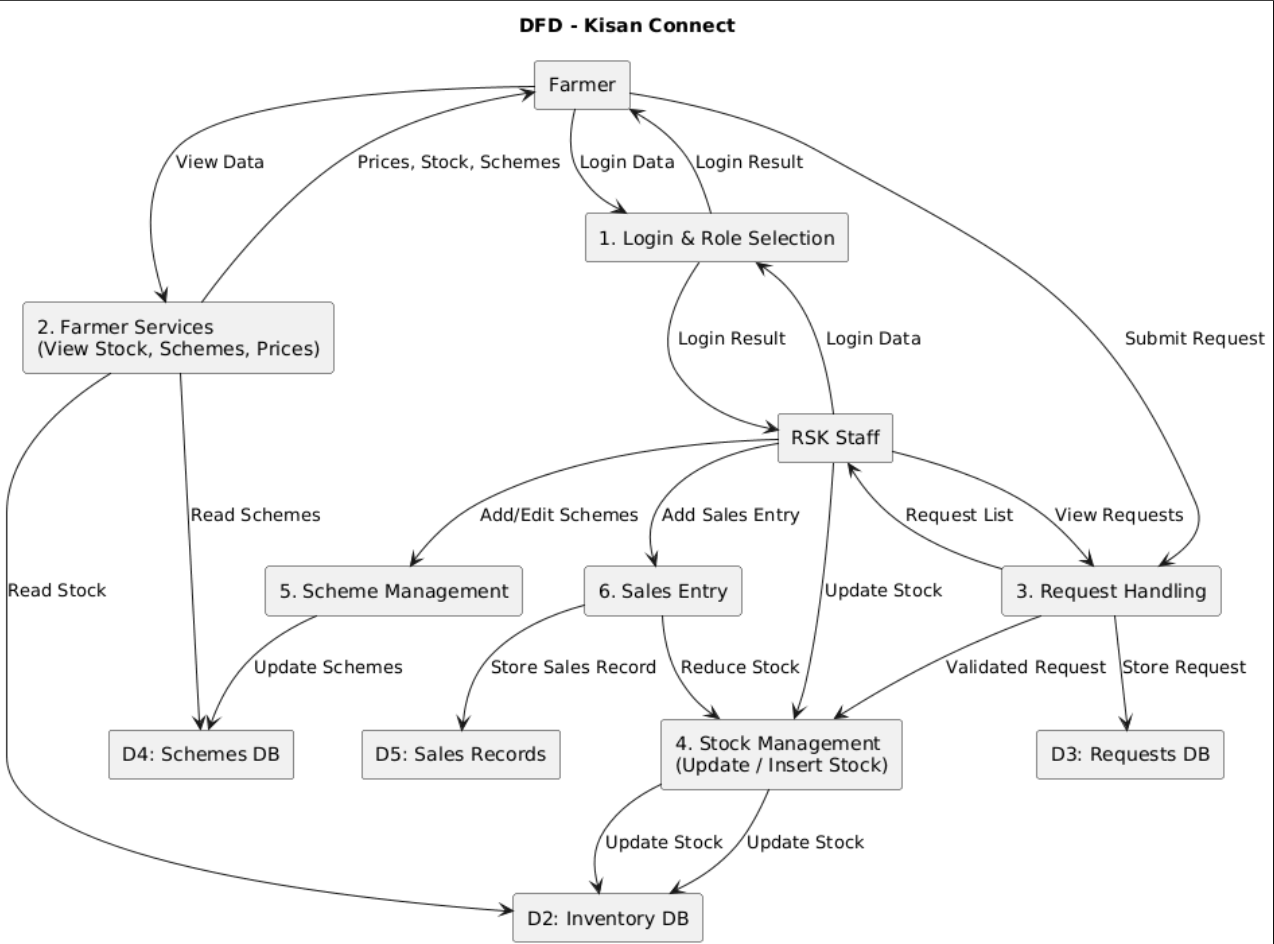 DFD - Kisan Connect
Farmer
View Data
Prices, Stock, Schemes
Login Data
Login Result
1. Login & Role Selection
2. Farmer Services
(View Stock, Schemes, Prices)
Login Result
Login Data
Submit Request
RSK Staff
Read Schemes
Add/Edit Schemes
Add Sales Entry
Request List
View Requests
Read Stock
5. Scheme Management
6. Sales Entry
Update Stock
3. Request Handling
Update Schemes
Store Sales Record
Reduce Stock
Validated Request
Store Request
D4: Schemes DB
D5: Sales Records
4. Stock Management
(Update / Insert Stock)
D3: Requests DB
Update Stock
Update Stock
D2: Inventory DB